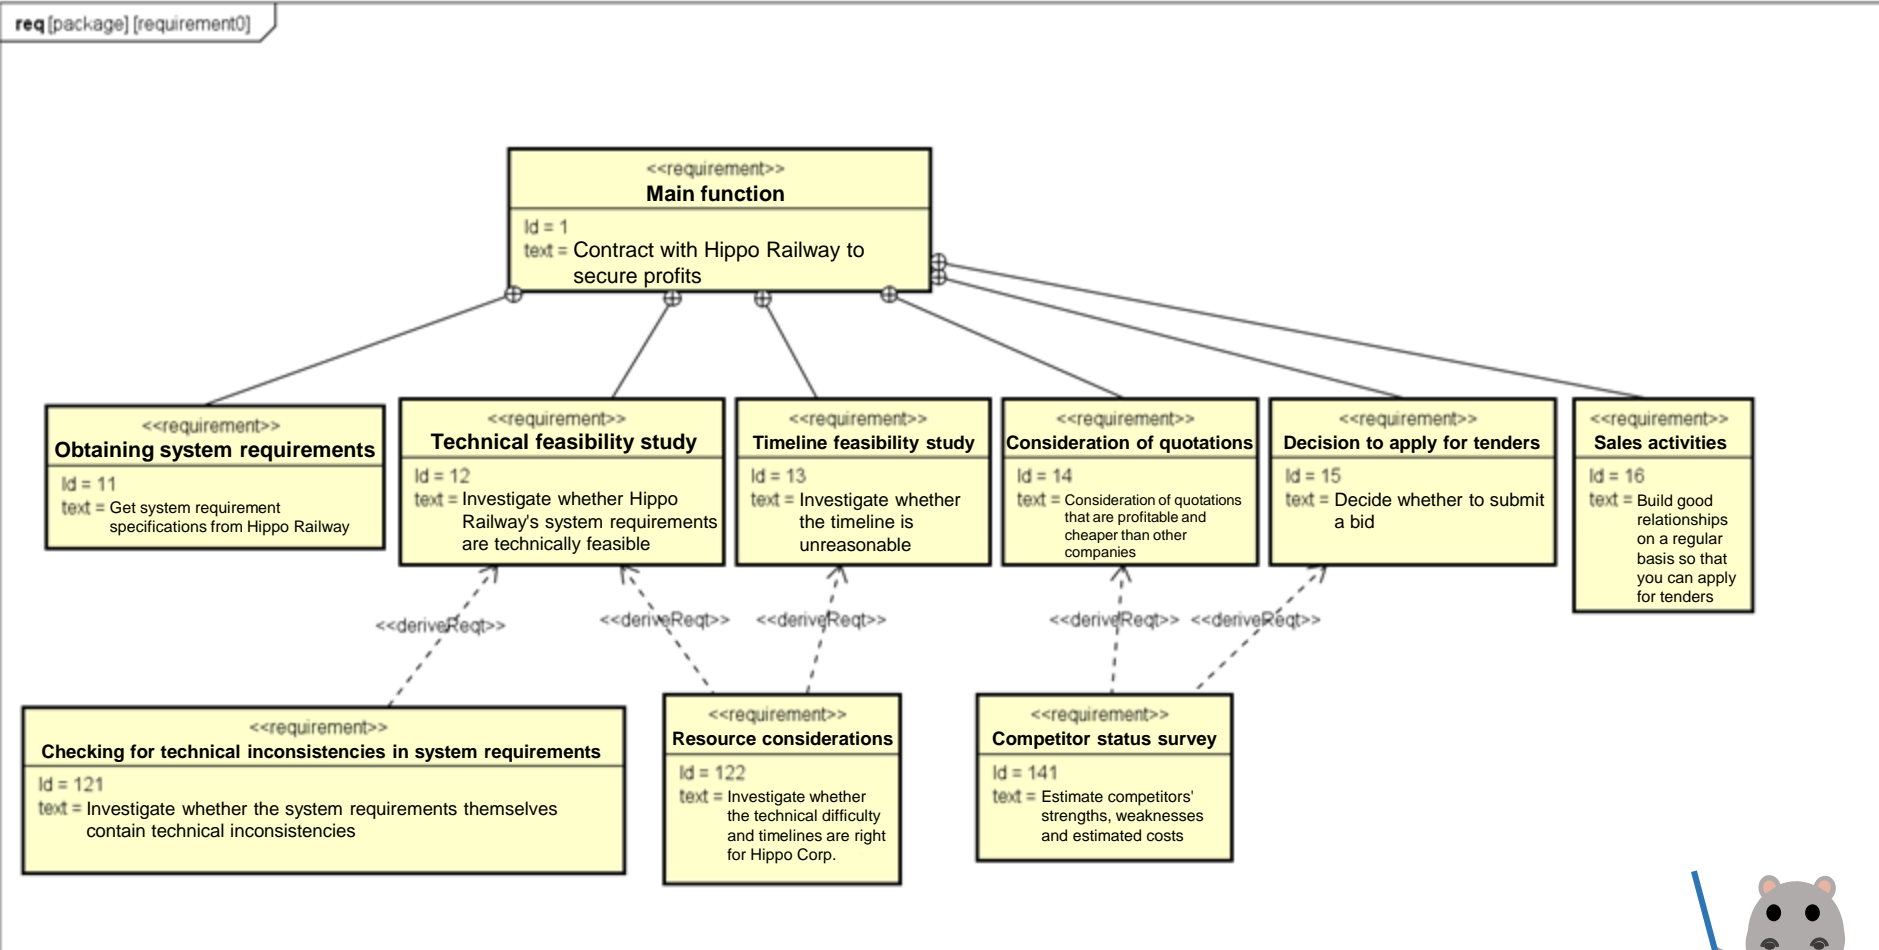 req [package] [requirement0]
<<requirement>>
Main function
Id = 1
text = Contract with Hippo Railway to
secure profits
<<requirement>>
Obtaining system requirements
Id = 11
text = Get system requirement
specifications from Hippo Railway
<<requirement>>
Technical feasibility study
Id = 12
text = Investigate whether Hippo
Railway's system requirements
are technically feasible
<<requirement>>
Timeline feasibility study
Id = 13
text = Investigate whether
the timeline is
unreasonable
<<requirement>>
Consideration of quotations
Id = 14
text = Consideration of quotations
that are profitable and
cheaper than other
companies
<<requirement>>
Decision to apply for tenders
Id = 15
text = Decide whether to submit
a bid
<<requirement>>
Sales activities
Id = 16
text = Build good
relationships
on a regular
basis so that
you can apply
for tenders
<<deriveReqt>>
<<deriveReqt>>
<<deriveReqt>>
<<deriveReqt>>
<<deriveReqt>>
<<requirement>>
Checking for technical inconsistencies in system requirements
Id = 121
text = Investigate whether the system requirements themselves
contain technical inconsistencies
<<requirement>>
Resource considerations
Id = 122
text = Investigate whether
the technical difficulty
and timelines are right
for Hippo Corp.
<<requirement>>
Competitor status survey
Id = 141
text = Estimate competitors'
strengths, weaknesses
and estimated costs